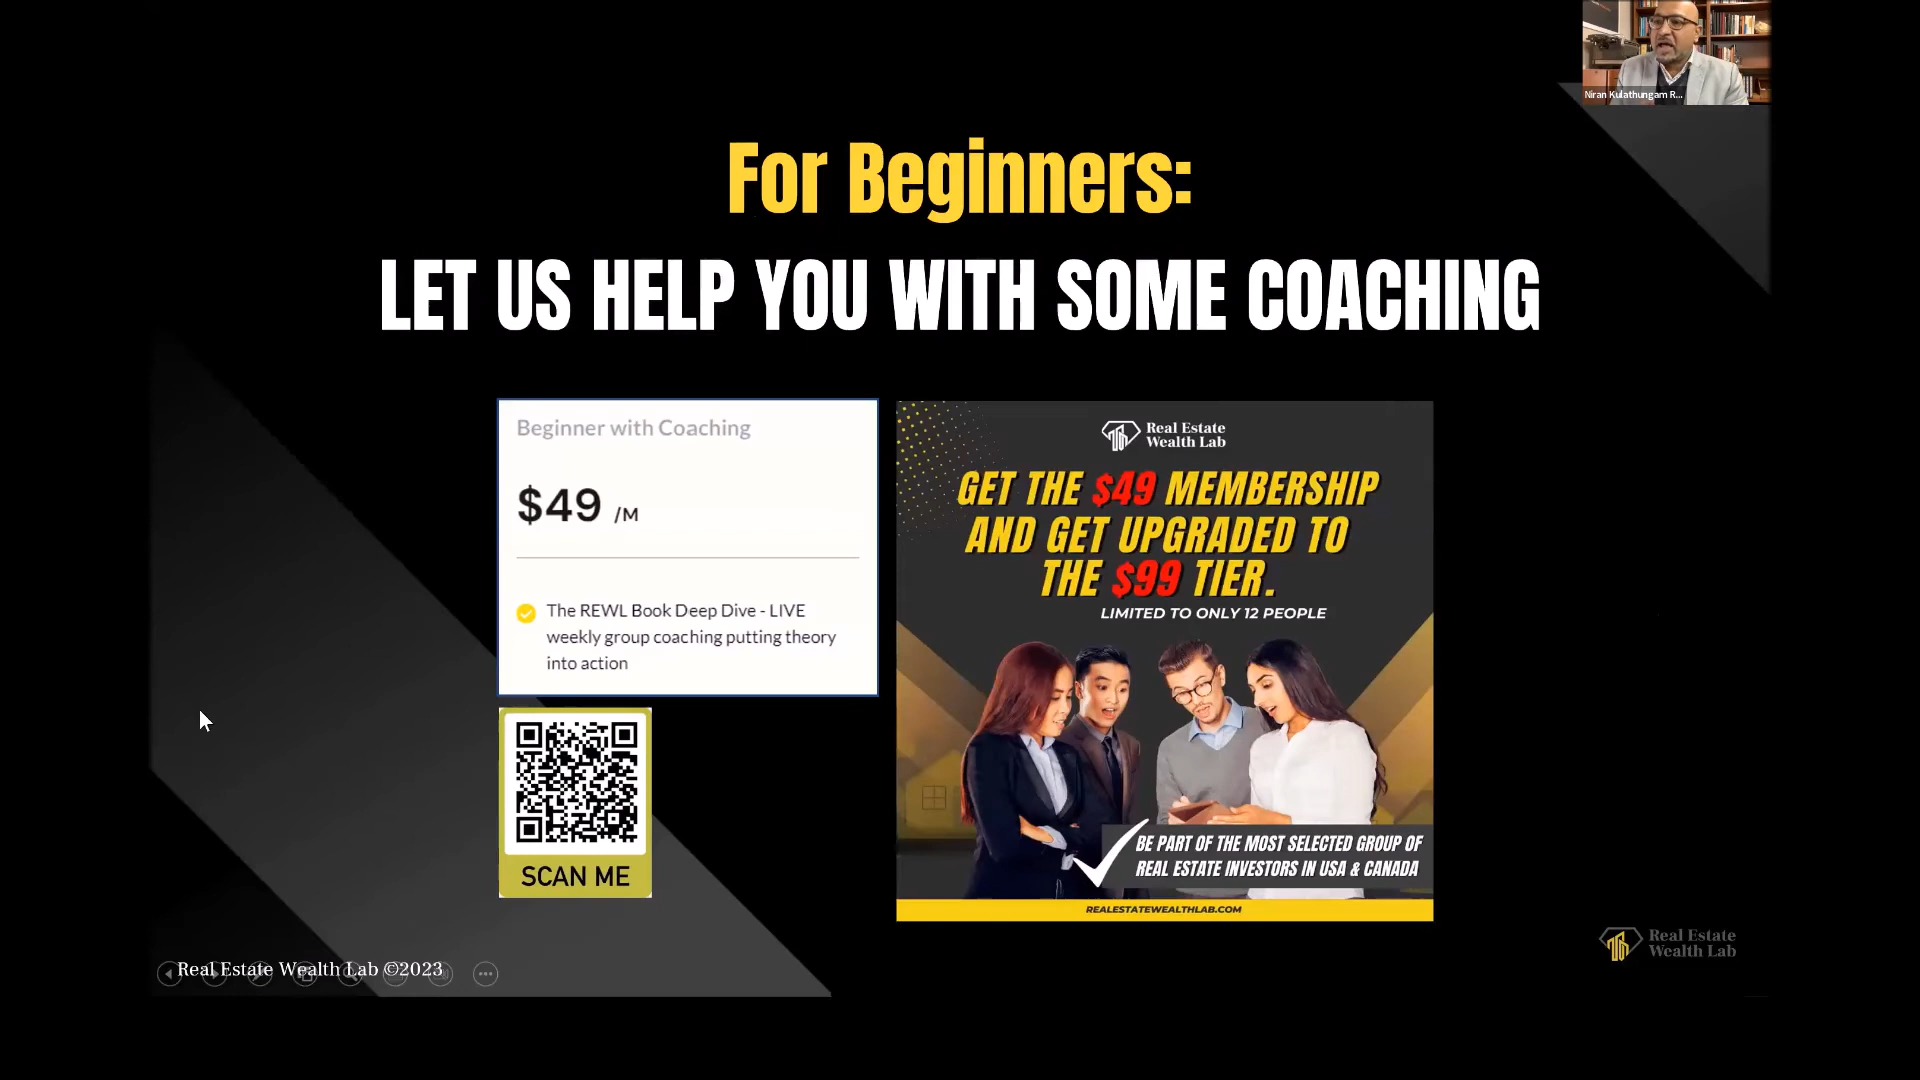 Niran Kulathungam R...
For Beginners:
LET US HELP YOU WITH SOME COACHING
Beginner with Coaching
$49 /M
The REWL Book Deep Dive - LIVE
weekly group coaching putting theory
into action
SCAN ME
Real Estate
Wealth Lab
GET THE $49 MEMBERSHIP
AND GET UPGRADED TO
THE $99 TIER.
LIMITED TO ONLY 12 PEOPLE
BE PART OF THE MOST SELECTED GROUP OF
REAL ESTATE INVESTORS IN USA & CANADA
REALESTATEWEALTHLAB.COM
Real Estate
Wealth Lab
Real Estate Wealth Lab ©2023